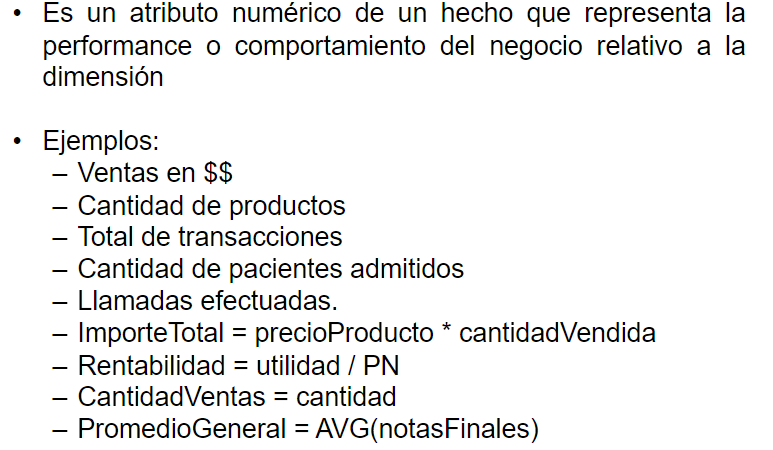 • Es un atributo numérico de un hecho que representa la
performance o comportamiento del negocio relativo a la
dimensión
• Ejemplos:
– Ventas en $$
– Cantidad de productos
– Total de transacciones
– Cantidad de pacientes admitidos
– Llamadas efectuadas.
– ImporteTotal = precioProducto * cantidadVendida
– Rentabilidad = utilidad / PN
– CantidadVentas = cantidad
– PromedioGeneral = AVG(notasFinales)